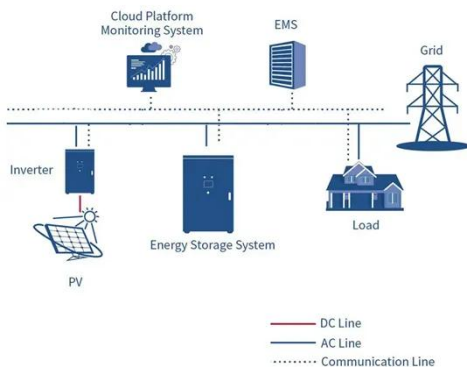 Cloud Platform
Monitoring System
EMS
Grid
Inverter
Energy Storage System
Load
PV
DC Line
AC Line
Communication Line